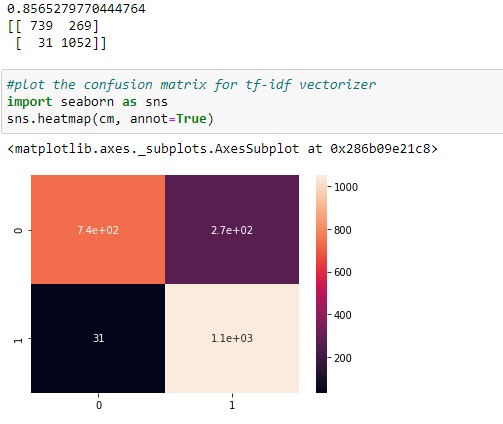 0.8565279770444764
[[ 739  269]
 [  31 1052]]
#plot the confusion matrix for tf-idf vectorizer
import seaborn as sns
sns.heatmap(cm, annot=True)
<matplotlib.axes._subplots.AxesSubplot at 0x286b09e21c8>
1000
0
7.4e+02
2.7e+02
800
600
1
31
1.1e+03
400
200
0
1